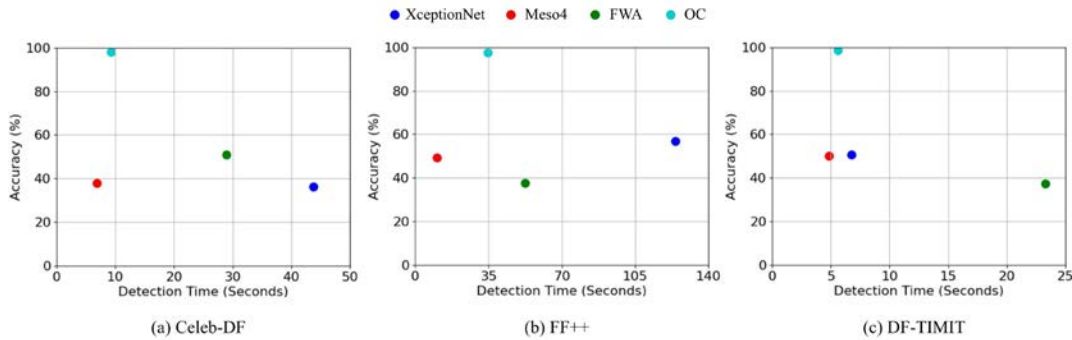 XceptionNet Meso4 FWA OC
100
80
60
40
20
0
Accuracy (%)
0 10 20 30 40 50
Detection Time (Seconds)
(a) Celeb-DF
100
80
60
40
20
0
Accuracy (%)
0 35 70 105 140
Detection Time (Seconds)
(b) FF++
100
80
60
40
20
0
Accuracy (%)
0 5 10 15 20 25
Detection Time (Seconds)
(c) DF-TIMIT